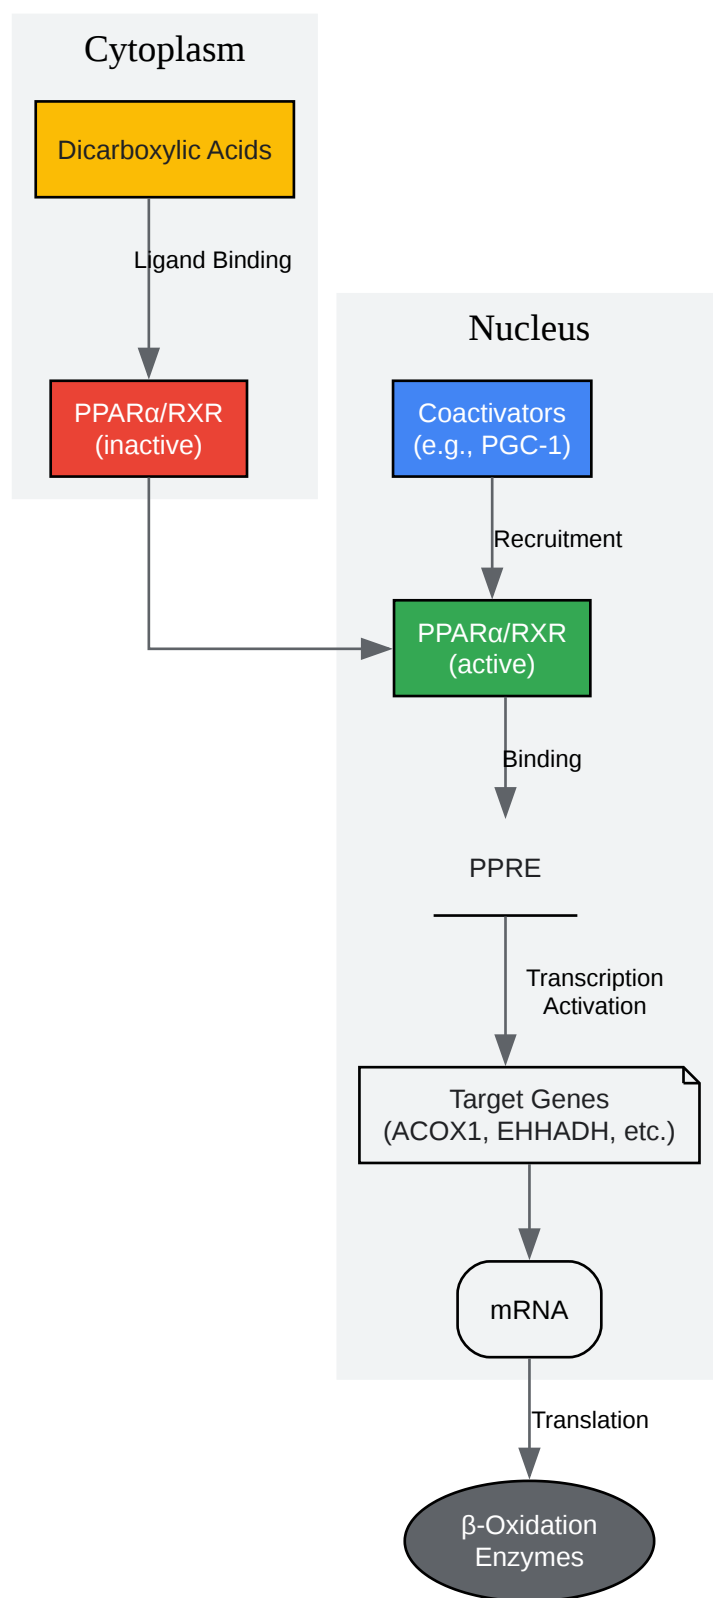 Cytoplasm
Dicarboxylic Acids
Ligand Binding
PPARα/RXR
(inactive)
Nucleus
Coactivators
(e.g., PGC-1)
Recruitment
PPARα/RXR
(active)
Binding
PPRE
Transcription
Activation
Target Genes
(ACOX1, EHHADH, etc.)
mRNA
Translation
β-Oxidation
Enzymes